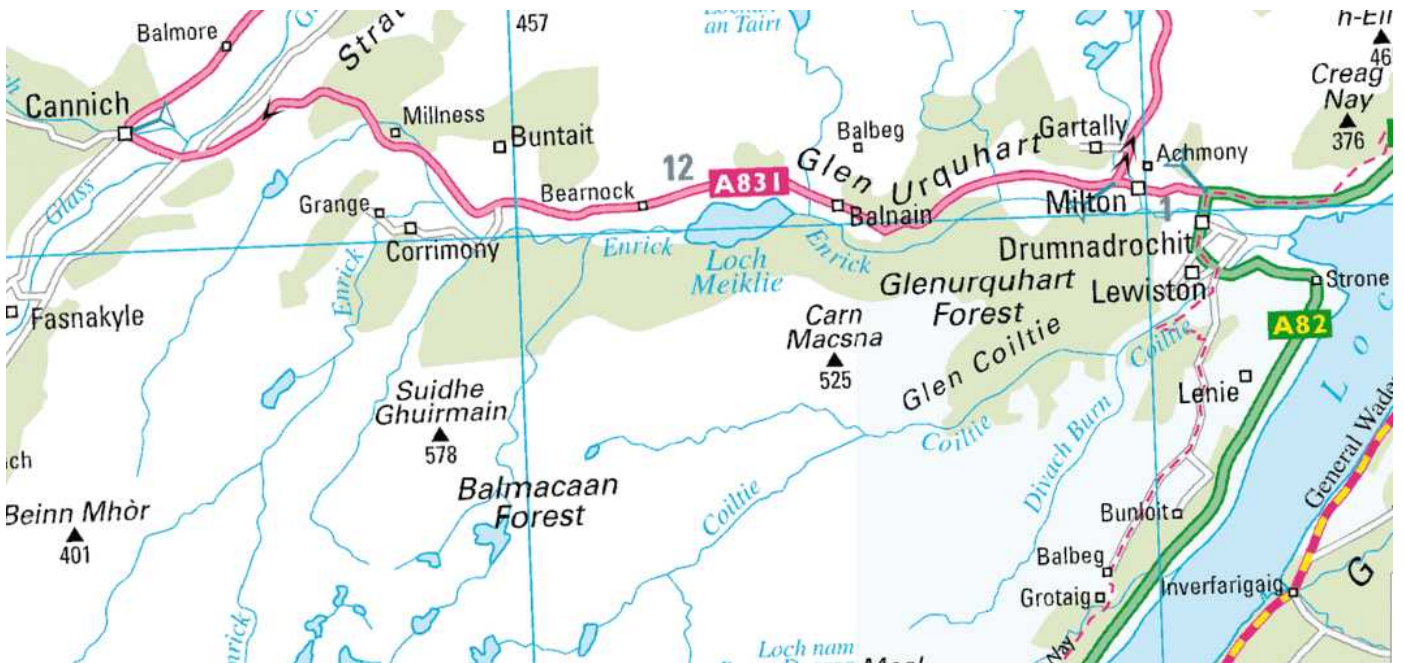 Lochan
an Tairt
457
Balmore
Cannich
Glass
Millness
Buntait
12
A831
Balbeg
Glen Urquhart
Gartally
Achmony
Creag
Nay
376
Grange
Corrimony
Bearnock
Balnain
Milton
1
Enrick
Enrick
Enrick
Loch
Meiklie
Drumnadrochit
Lewiston
Strone
Fasnakyle
Glenurquhart
Forest
A82
Carn
Macsna
525
Glen Coiltie
Coiltie
Lenie
Suidhe
Ghuirmain
578
Coiltie
Divach Burn
Balmacaan
Forest
Coiltie
Beinn Mhòr
401
Bunloit
Balbeg
Grotaig
Inverfarigaig
General Wade
G
Loch nam
nrick
Nay